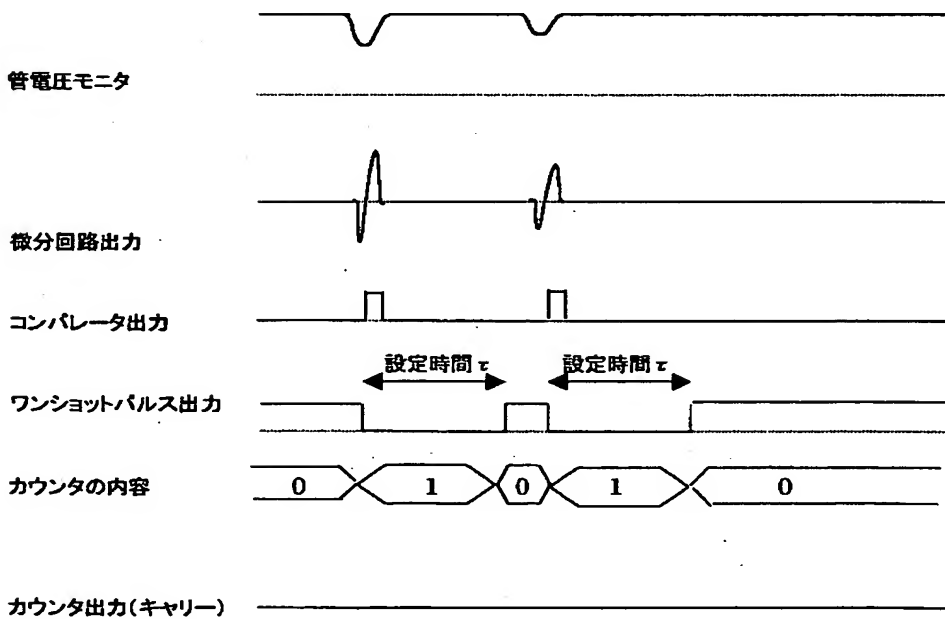 管電圧モニタ
微分回路出力
コンパレータ出力
設定時間τ
設定時間τ
ワンショットパルス出力
カウンタの内容
0
1
0
1
0
カウンタ出力(キャリー)